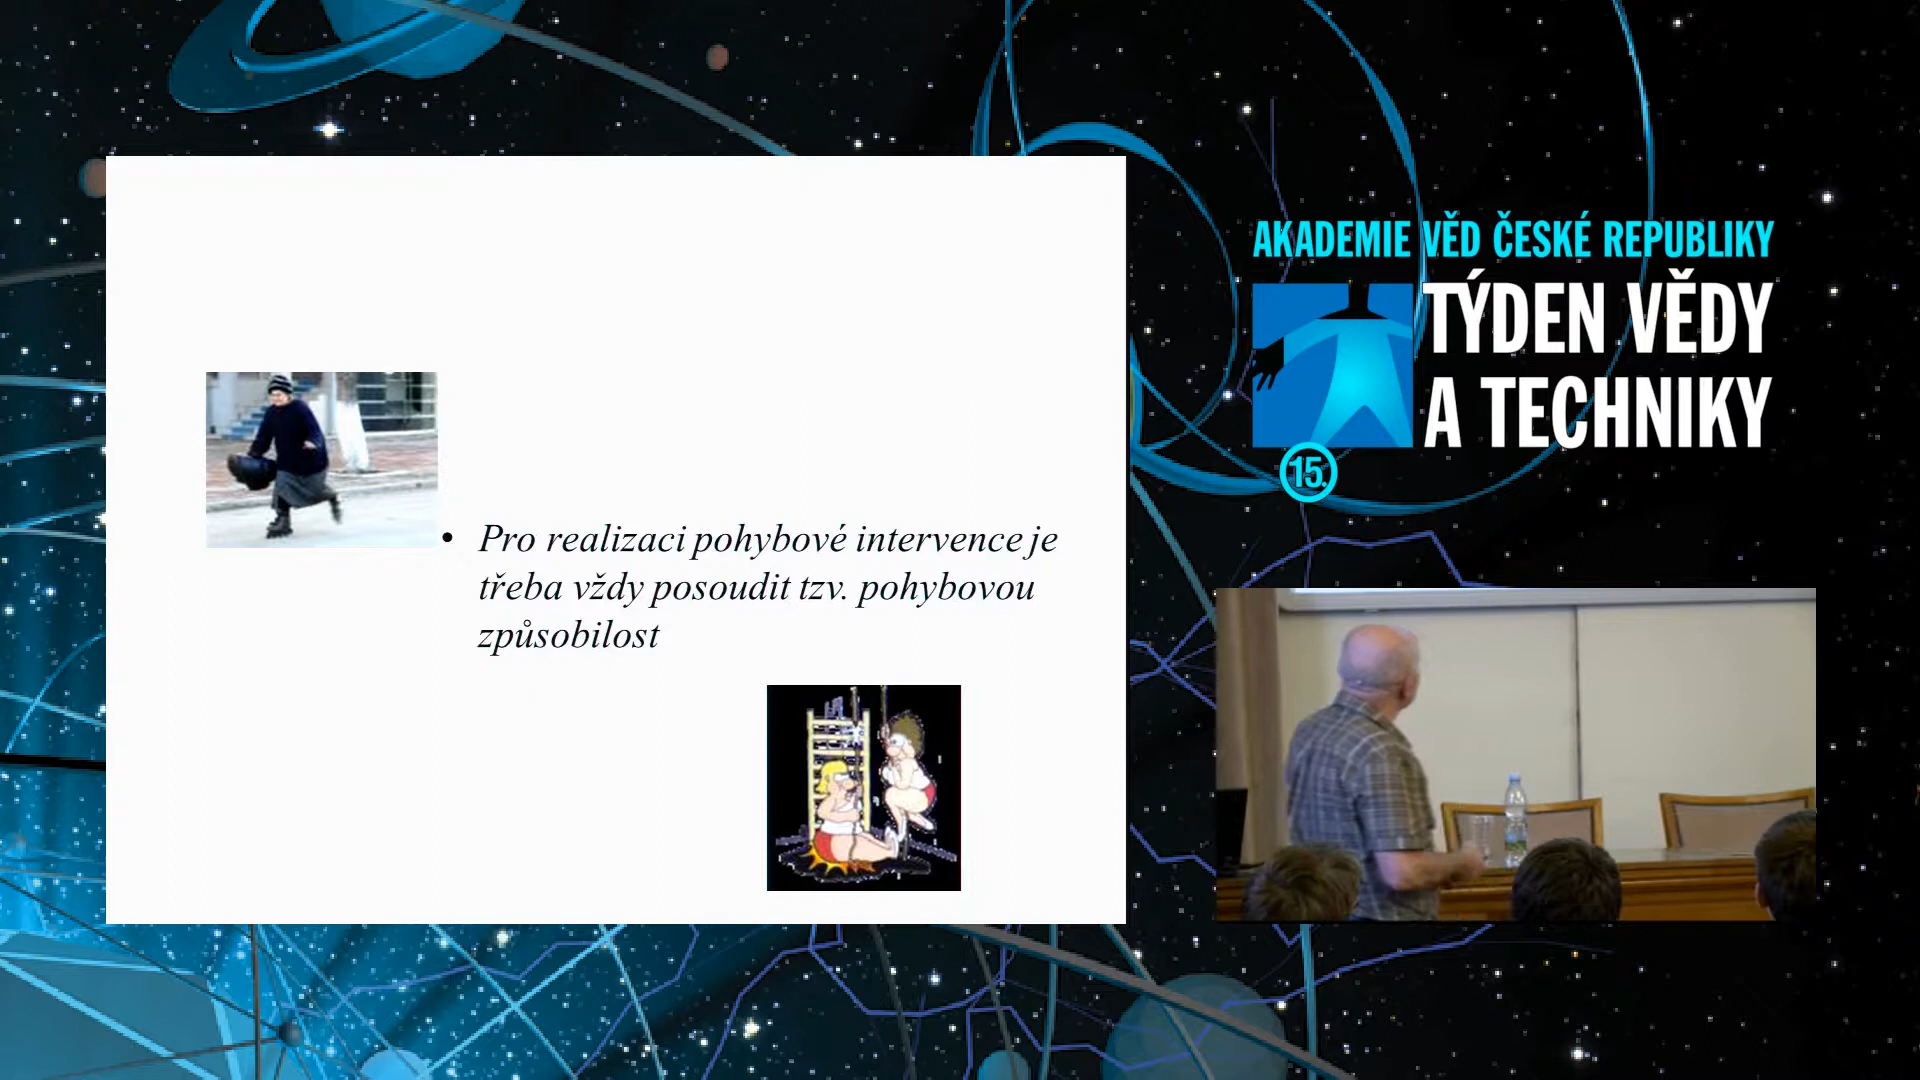 AKADEMIE VĚD ČESKÉ REPUBLIKY
TÝDEN VĚDY
A TECHNIKY
15.
• Pro realizaci pohybové intervence je
třeba vždy posoudit tzv. pohybovou
způsobilost